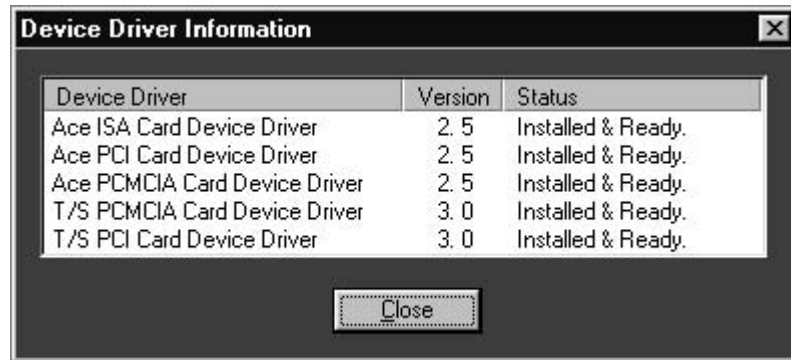 Device Driver Information
Device Driver Version Status
Ace ISA Card Device Driver 2. 5 Installed & Ready.
Ace PCI Card Device Driver 2. 5 Installed & Ready.
Ace PCMCIA Card Device Driver 2. 5 Installed & Ready.
T/S PCMCIA Card Device Driver 3. 0 Installed & Ready.
T/S PCI Card Device Driver 3. 0 Installed & Ready.
Close